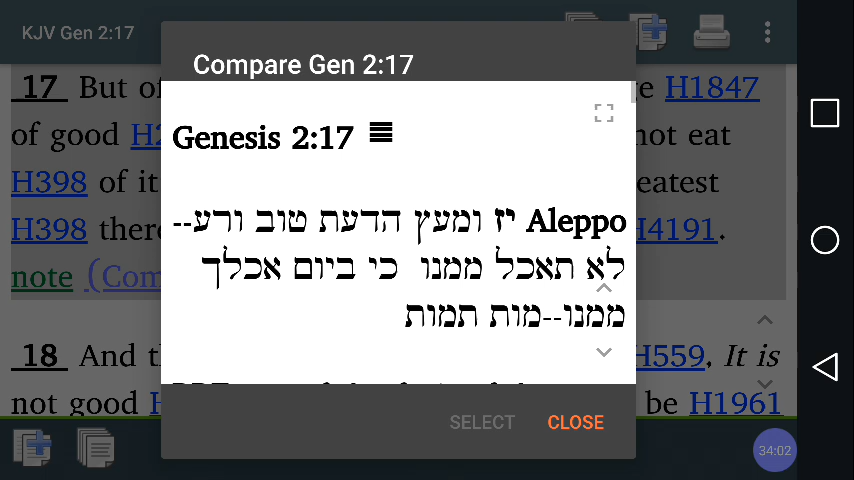 KJV Gen 2:17
Compare Gen 2:17
17 But of
e H1847
of good H2
not eat
H398 of it
eatest
H398 there
H4191.
note (Com
Genesis 2:17
Aleppo יז ומעץ הדעת טוב ורע--
לא תאכל ממנו כי ביום אכלך
ממנו--מות תמות
18 And th
H559, It is
not good H
be H1961
SELECT CLOSE
34:02